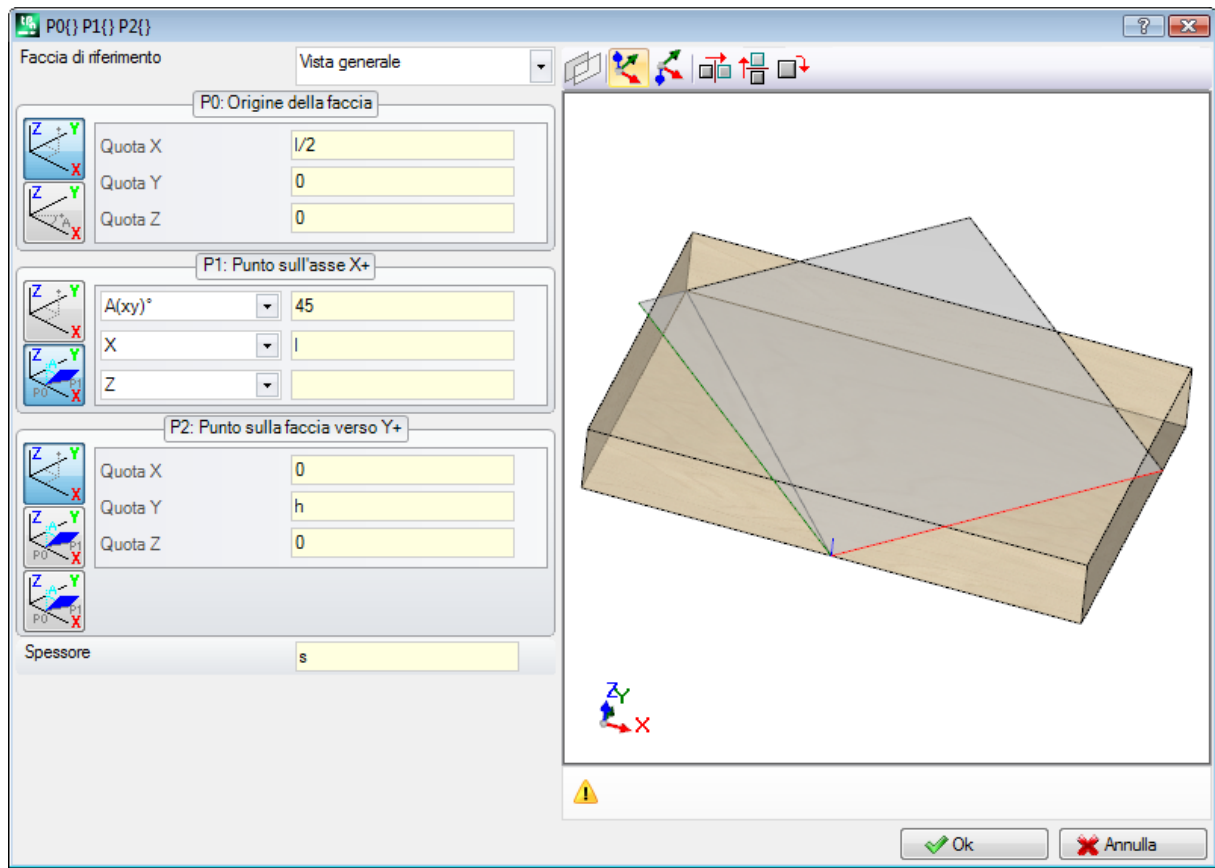 P0{} P1{} P2{}
Faccia di riferimento
Vista generale
P0: Origine della faccia
Quota X
l/2
Quota Y
0
Quota Z
0
P1: Punto sull'asse X+
A(xy)°
45
X
l
Z
P2: Punto sulla faccia verso Y+
Quota X
0
Quota Y
h
Quota Z
0
Spessore
s
Z
Y
X
Ok
Annulla